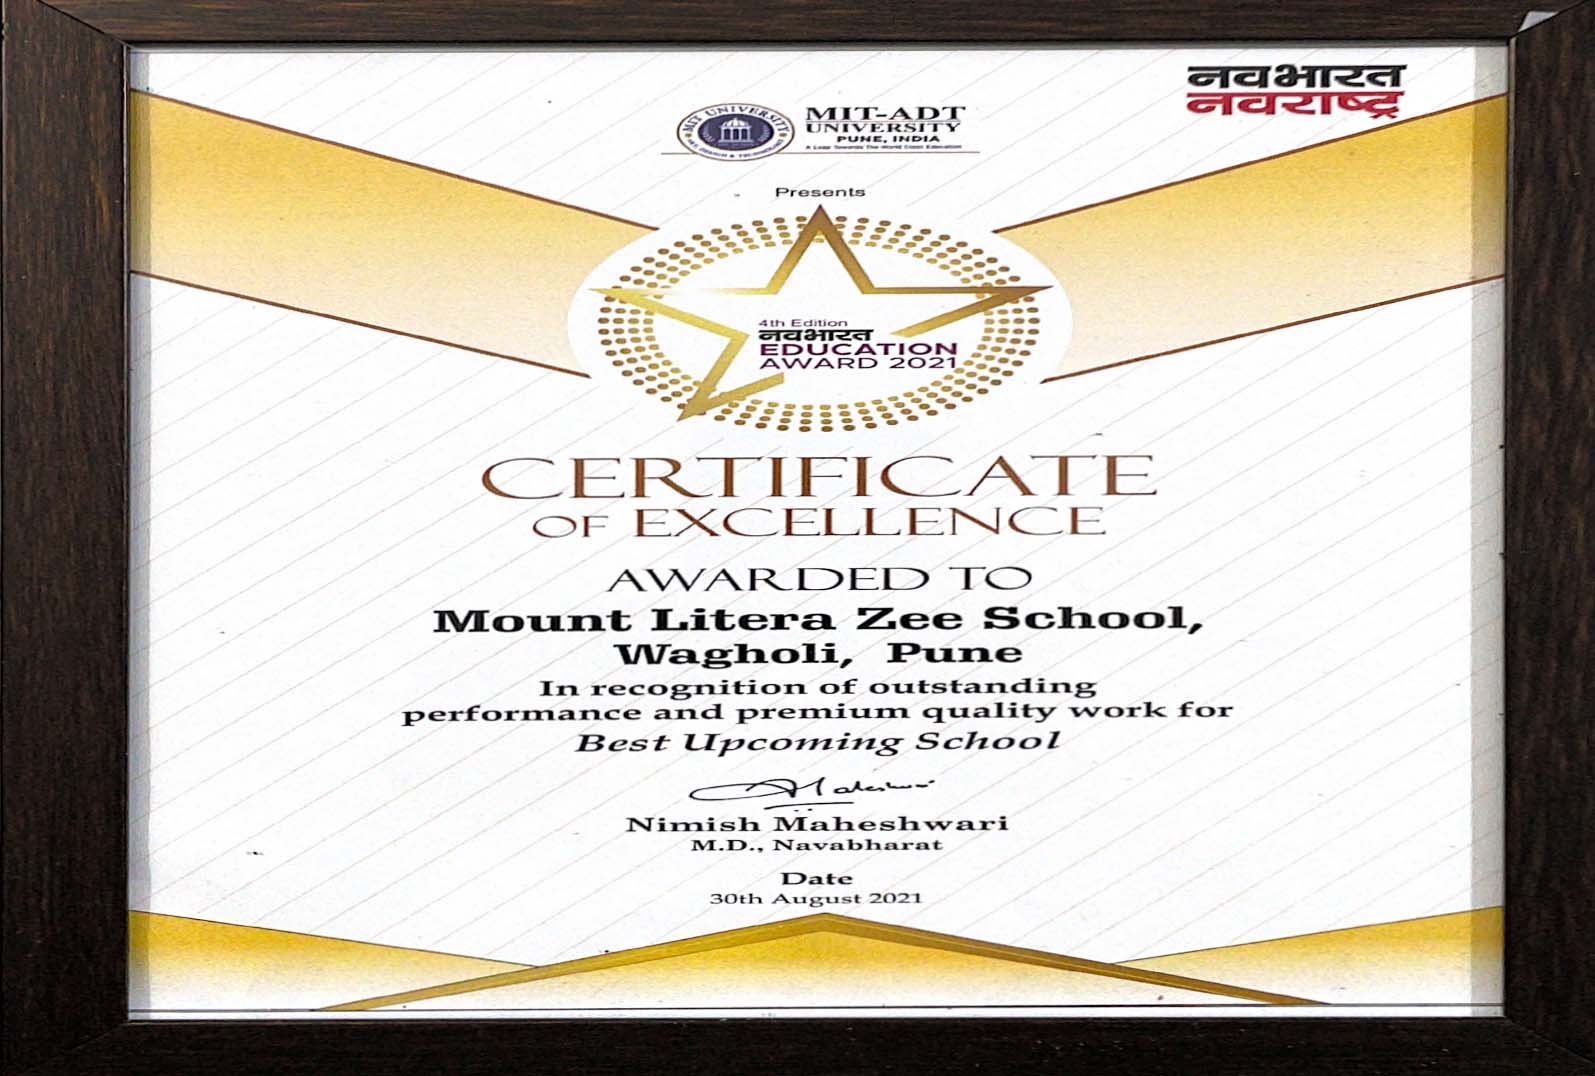 नवभारत
नवराष्ट्र
MIT UNIVERSITY
MIT-ADT
UNIVERSITY
PUNE, INDIA
A Leap Towards The World Class Education
Presents
4th Edition
नवभारत
EDUCATION
AWARD 2021
CERTIFICATE
OF EXCELLENCE
AWARDED TO
Mount Litera Zee School,
Wagholi, Pune
In recognition of outstanding
performance and premium quality work for
Best Upcoming School
Nimish Maheshwari
M.D., Navabharat
Date
30th August 2021